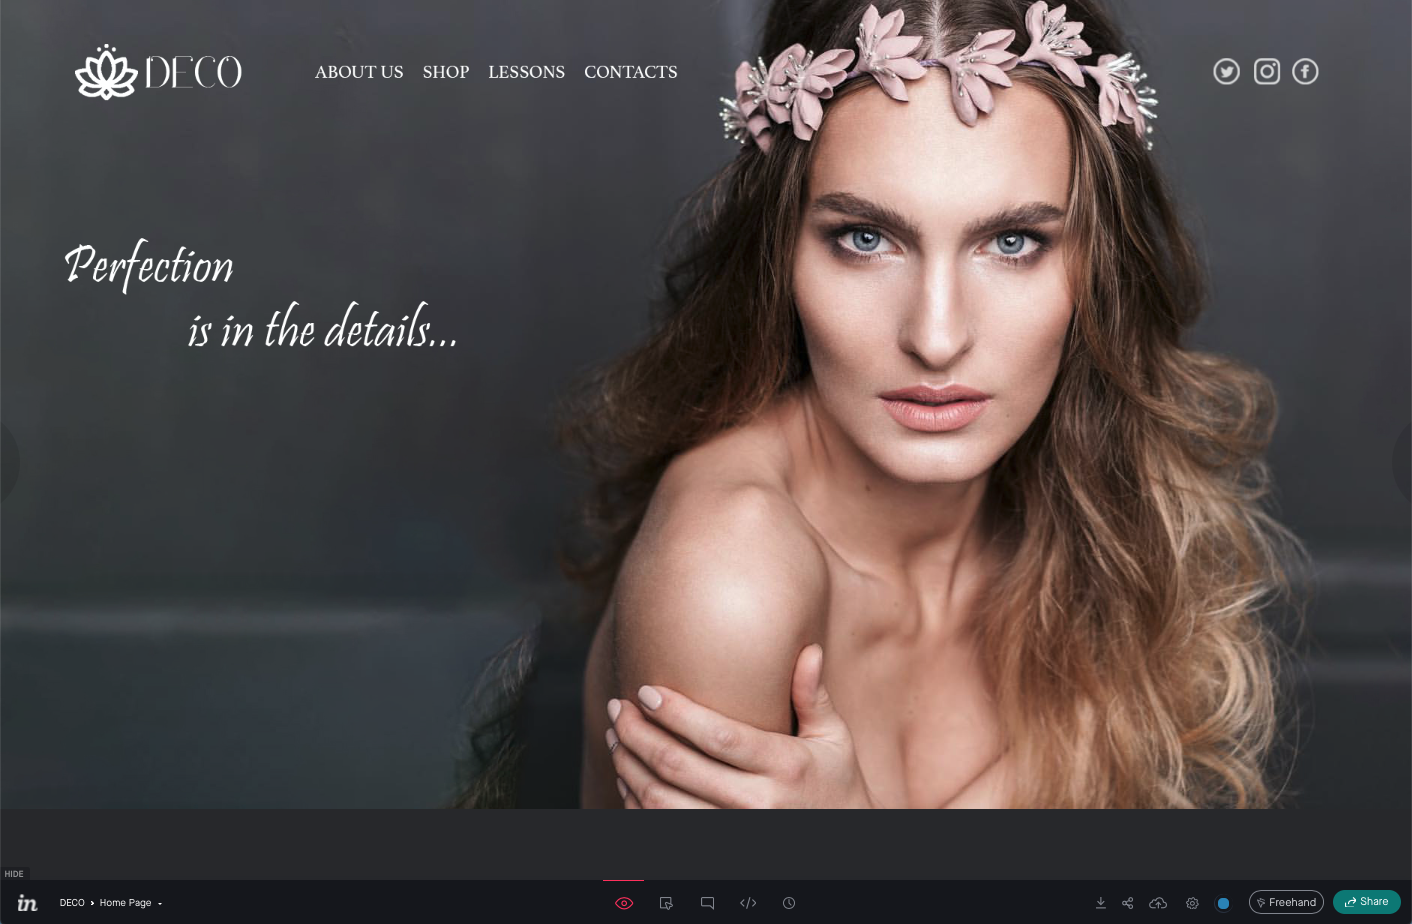 DECO
ABOUT US SHOP LESSONS CONTACTS
Perfection
is in the details...
HIDE
in DECO Home Page Freehand Share